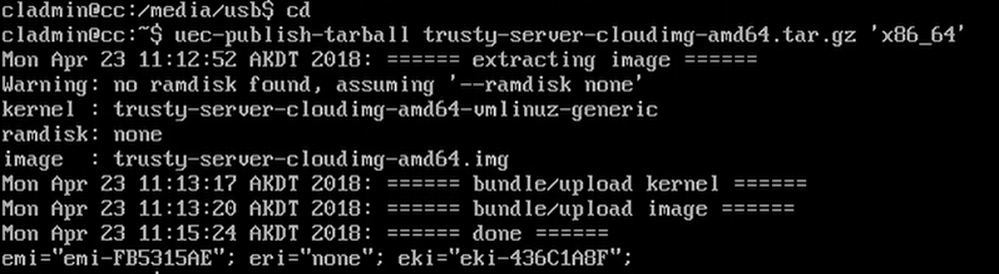 cladmin@cc:/media/usb$ cd
cladmin@cc:~$ uec-publish-tarball trusty-server-cloudimg-amd64.tar.gz 'x86_64'
Mon Apr 23 11:12:52 AKDT 2018: ====== extracting image ======
Warning: no ramdisk found, assuming '--ramdisk none'
kernel : trusty-server-cloudimg-amd64-vmlinuz-generic
ramdisk: none
image  : trusty-server-cloudimg-amd64.img
Mon Apr 23 11:13:17 AKDT 2018: ====== bundle/upload kernel ======
Mon Apr 23 11:13:20 AKDT 2018: ====== bundle/upload image ======
Mon Apr 23 11:15:24 AKDT 2018: ====== done ======
emi="emi-FB5315AE"; eri="none"; eki="eki-436C1A8F";